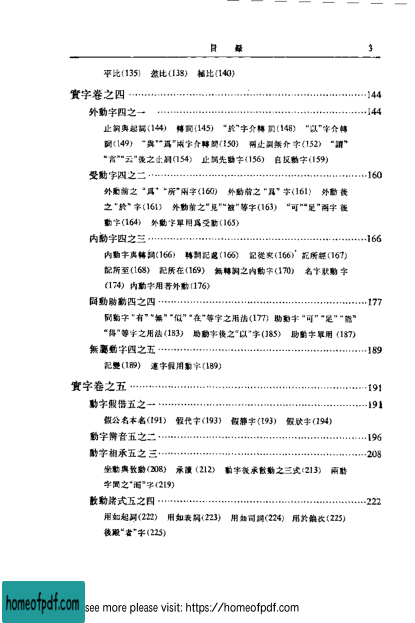 目錄 3
平比(135) 差比(138) 極比(140)
實字卷之四 144
外動字四之一 144
止詞與起詞(144) 轉詞(145) “於”字介轉詞(148) “以”字介轉
詞(149) “與”“爲”兩字介轉詞(150) 兩止詞無介字(152) “謂”
“言”“云”後之止詞(154) 止詞先動字(156) 自反動字(159)
受動字四之二 160
外動前之“爲”“所”兩字(160) 外動前之“爲”字(161) 外動後
之“於”字(161) 外動前之“見”“被”等字(163) “可”“足”兩字後
動字(164) 外動字單用爲受動(165)
内動字四之三 166
内動字與轉詞(166) 轉詞記處(166) 記從來(166) 記所經(167)
記所至(168) 記所在(169) 無轉詞之内動字(170) 名字狀動字
(174) 内動字用若外動(176)
同動助動四之四 177
同動字“有”“無”“似”“在”等字之用法(177) 助動字“可”“足”“能”
“得”等字之用法(183) 助動字後之“以”字(185) 助動字單用(187)
無屬動字四之五 189
記變(189) 連字假用動字(189)
實字卷之五 191
動字假借五之一 191
假公名本名(191) 假代字(193) 假靜字(193) 假狀字(194)
動字辨音五之二 196
動字相承五之三 208
坐動與散動(208) 承讀(212) 動字後承散動之三式(213) 兩動
字間之“而”字(219)
散動諸式五之四 222
用如起詞(222) 用如表詞(223) 用如司詞(224) 用於偏次(225)
後殿“者”字(225)
homeofpdf.com see more please visit: https://homeofpdf.com